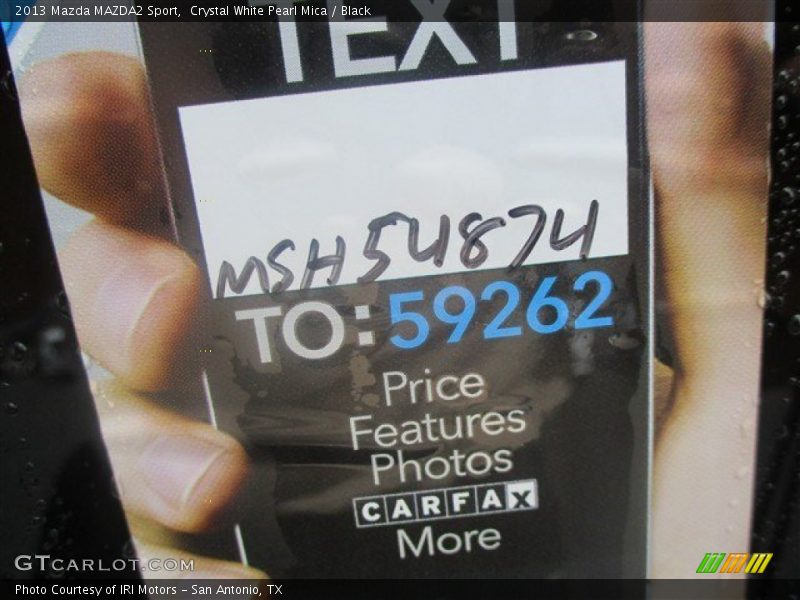 2013 Mazda MAZDA2 Sport, Crystal White Pearl Mica / Black
TEXT
MSH54874
TO: 59262
Price
Features
Photos
CARFAX
More
GTCARLOT.COM
Photo Courtesy of IRI Motors - San Antonio, TX